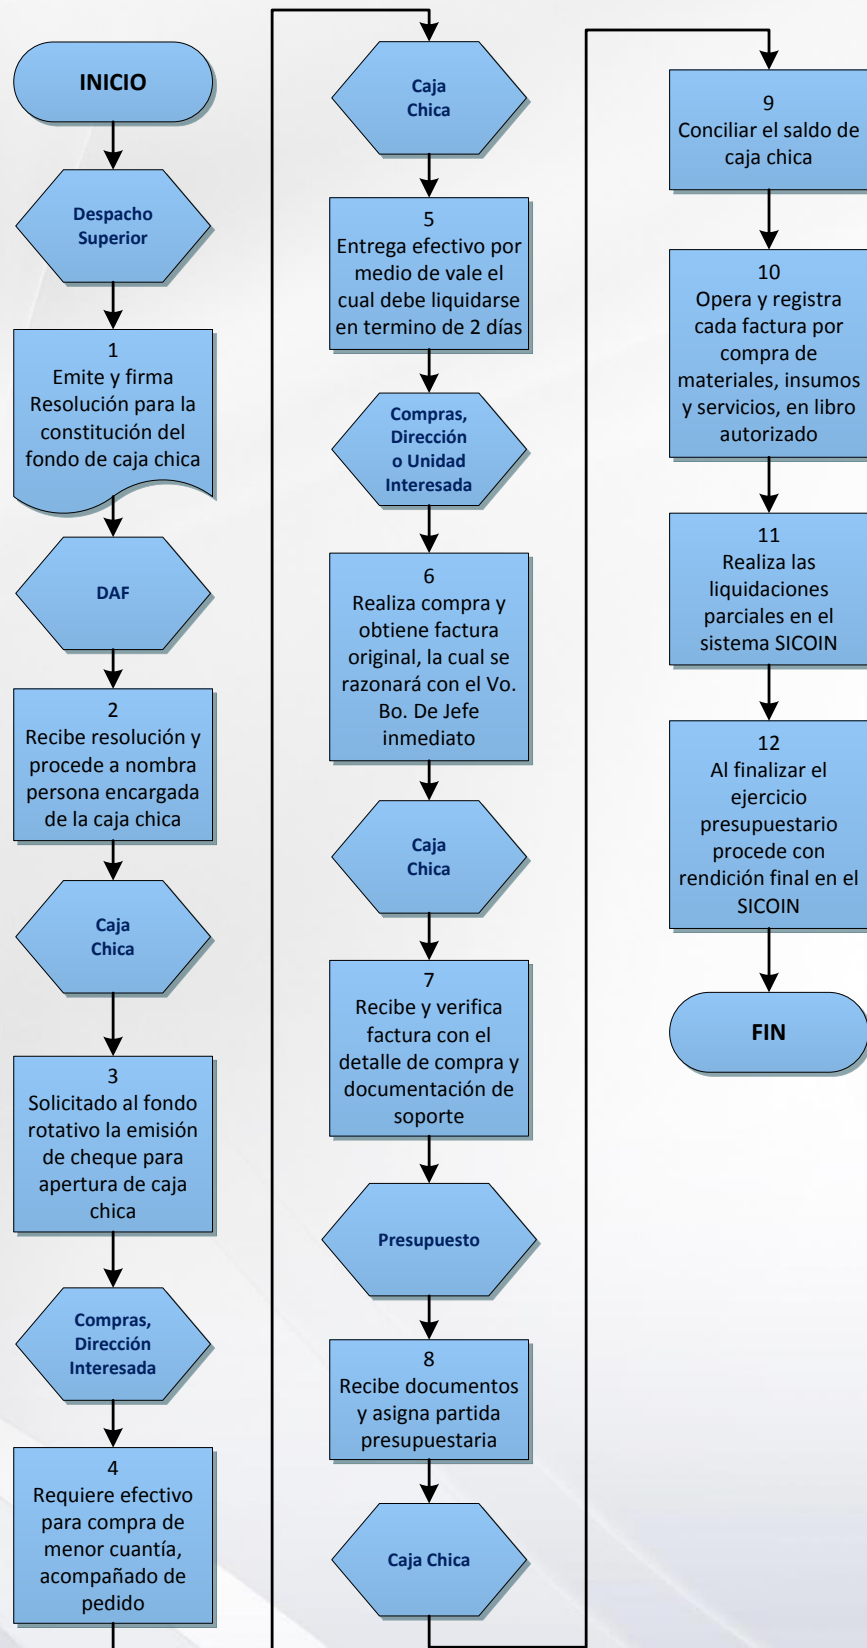 INICIO
Despacho
Superior
1
Emite y firma
Resolución para la
constitución del
fondo de caja chica
DAF
2
Recibe resolución y
procede a nombra
persona encargada
de la caja chica
Caja
Chica
3
Solicitado al fondo
rotativo la emisión
de cheque para
apertura de caja
chica
Compras,
Dirección
Interesada
4
Requiere efectivo
para compra de
menor cuantía,
acompañado de
pedido
Caja
Chica
5
Entrega efectivo por
medio de vale el
cual debe liquidarse
en termino de 2 días
Compras,
Dirección
o Unidad
Interesada
6
Realiza compra y
obtiene factura
original, la cual se
razonará con el Vo.
Bo. De Jefe
inmediato
Caja
Chica
7
Recibe y verifica
factura con el
detalle de compra y
documentación de
soporte
Presupuesto
8
Recibe documentos
y asigna partida
presupuestaria
Caja Chica
9
Conciliar el saldo de
caja chica
10
Opera y registra
cada factura por
compra de
materiales, insumos
y servicios, en libro
autorizado
11
Realiza las
liquidaciones
parciales en el
sistema SICOIN
12
Al finalizar el
ejercicio
presupuestario
procede con
rendición final en el
SICOIN
FIN